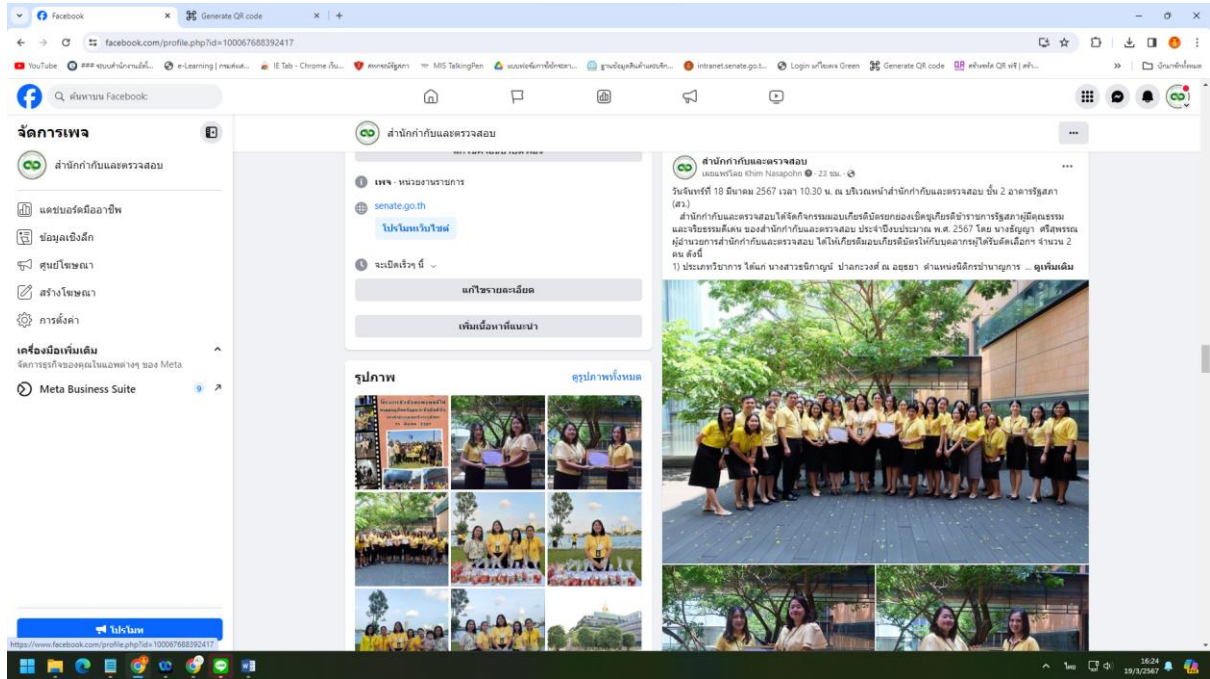 Facebook
Generate QR code
facebook.com/profile.php?id=100067688392417
YouTube
e-Learning |
IE Tab - Chrome
MIS TalkingPen
intranet.senate.go.t...
Generate QR code
ค้นหาบน Facebook
จัดการเพจ
สำนักกำกับและตรวจสอบ
แดชบอร์ดมืออาชีพ
ข้อมูลเชิงลึก
ศูนย์โฆษณา
สร้างโฆษณา
การตั้งค่า
เครื่องมือเพิ่มเติม
จัดการธุรกิจของคุณในแอพต่างๆ ของ Meta
Meta Business Suite 9
โปรโมท
https://www.facebook.com/profile.php?id=100067688392417
สำนักกำกับและตรวจสอบ
เพจ · หน่วยงานราชการ
senate.go.th
โปรโมทเว็บไซต์
จะเปิดเร็วๆ นี้
แก้ไขรายละเอียด
เพิ่มเนื้อหาที่แนะนำ
รูปภาพ
ดูรูปภาพทั้งหมด
สำนักกำกับและตรวจสอบ
เผยแพร่โดย Khim Nasapohn · 23 ชม. ·
วันจันทร์ที่ 18 มีนาคม 2567 เวลา 10.30 น. ณ บริเวณหน้าสำนักกำกับและตรวจสอบ ชั้น 2 อาคารรัฐสภา
(สว.)
สำนักกำกับและตรวจสอบได้จัดกิจกรรมมอบเกียรติบัตรยกย่องเชิดชูเกียรติข้าราชการรัฐสภาผู้มีคุณธรรม
และจริยธรรมดีเด่น ของสำนักกำกับและตรวจสอบ ประจำปีงบประมาณ พ.ศ. 2567 โดย นางธัญญา ศรีสุพรรณ
ผู้อำนวยการสำนักกำกับและตรวจสอบ ได้ให้เกียรติมอบเกียรติบัตรให้กับบุคลากรผู้ได้รับคัดเลือกฯ จำนวน 2
คน ดังนี้
1) ประเภทวิชาการ ได้แก่ นางสาวธนิกาญน์ ปาลกะวงศ์ ณ อยุธยา ตำแหน่งนิติกรชำนาญการ ... ดูเพิ่มเติม
ไทย
16:24
19/3/2567